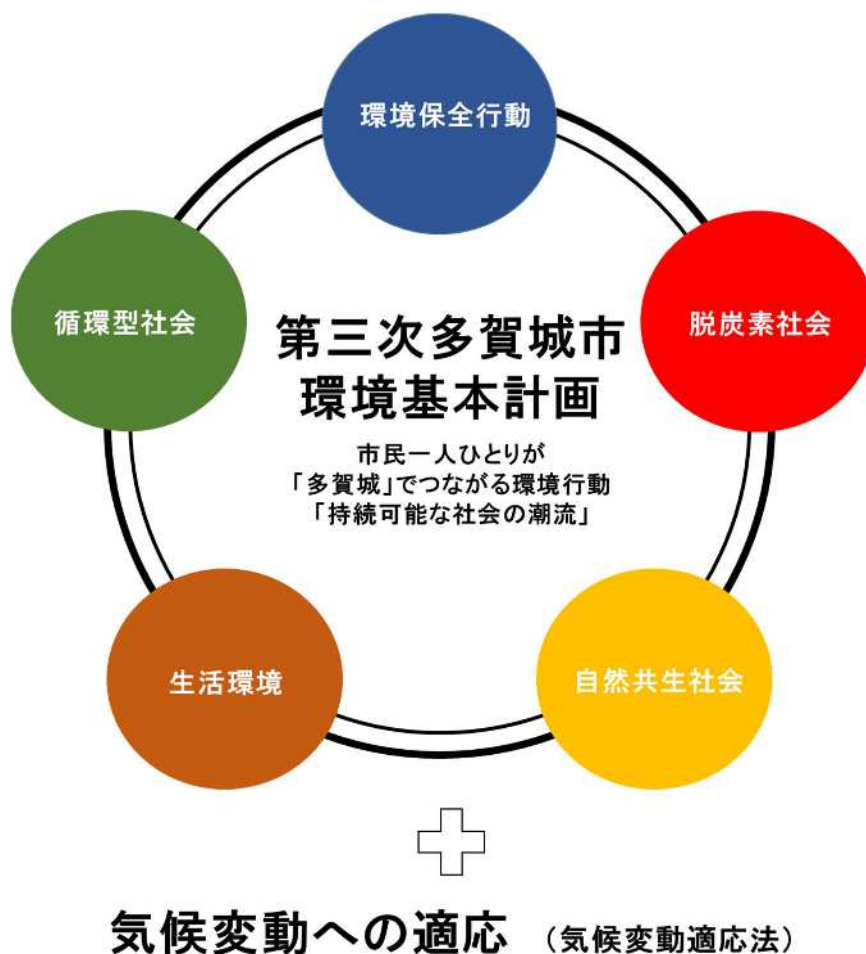 環境保全行動
循環型社会
脱炭素社会
第三次多賀城市
環境基本計画
市民一人ひとりが
「多賀城」でつながる環境行動
「持続可能な社会の潮流」
生活環境
自然共生社会
気候変動への適応 (気候変動適応法)